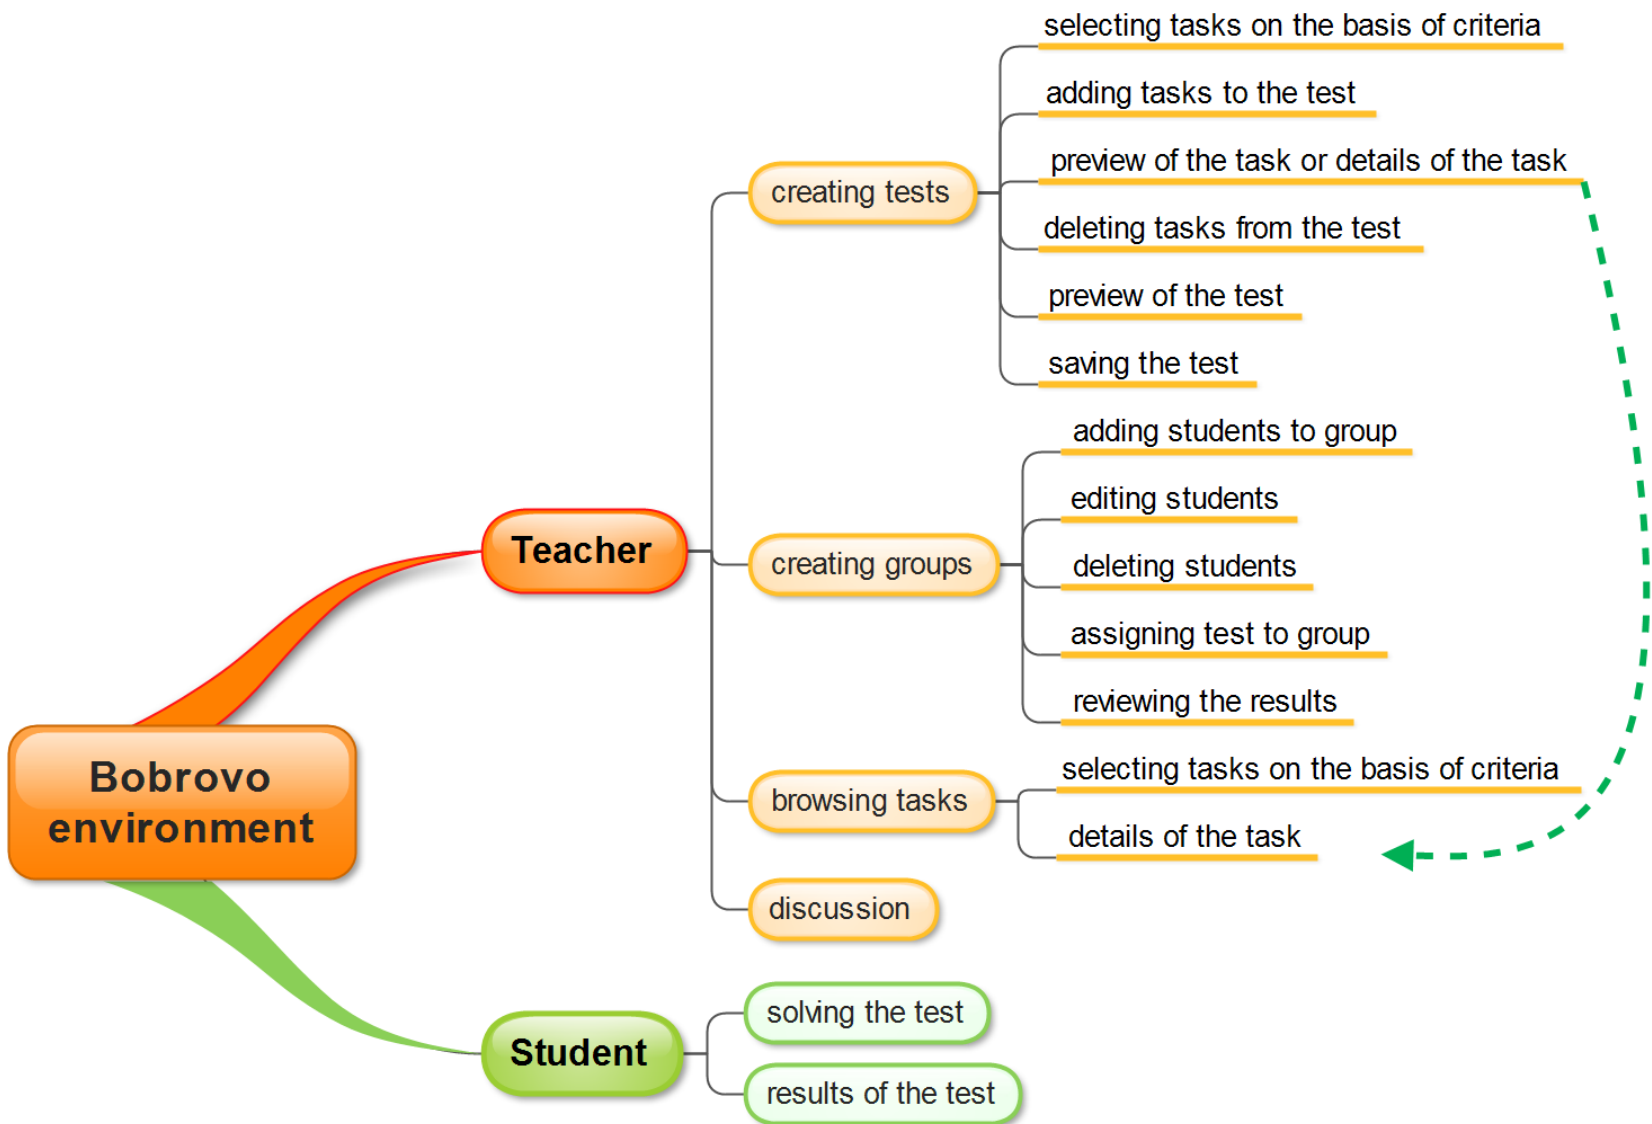 selecting tasks on the basis of criteria
adding tasks to the test
preview of the task or details of the task
creating tests
deleting tasks from the test
preview of the test
saving the test
adding students to group
editing students
Teacher
creating groups
deleting students
assigning test to group
reviewing the results
Bobrovo
environment
selecting tasks on the basis of criteria
browsing tasks
details of the task
discussion
solving the test
Student
results of the test